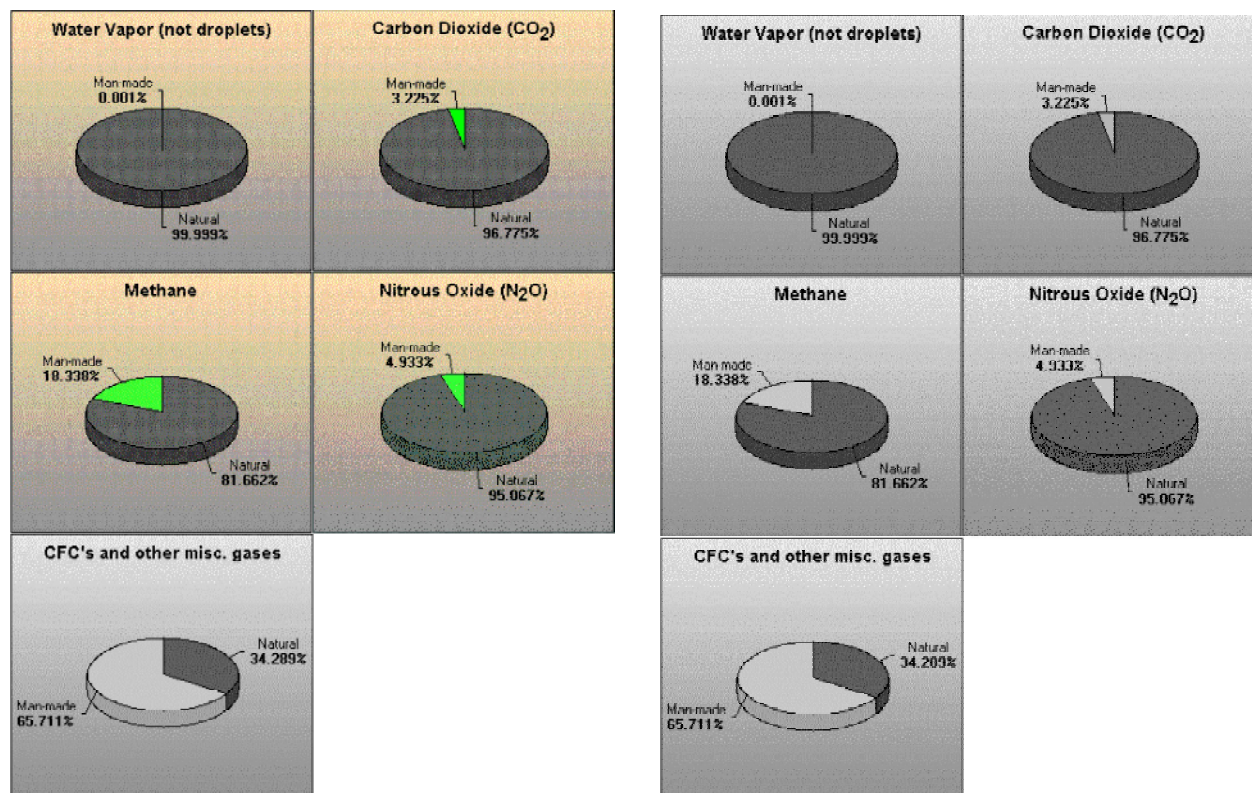 Water Vapor (not droplets)
Man-made
0.001%
Natural
99.999%
Carbon Dioxide (CO2)
Man-made
3.225%
Natural
96.775%
Methane
Man-made
18.338%
Natural
81.662%
Nitrous Oxide (N2O)
Man-made
4.933%
Natural
95.067%
CFC's and other misc. gases
Natural
34.289%
Man-made
65.711%
Water Vapor (not droplets)
Man-made
0.001%
Natural
99.999%
Carbon Dioxide (CO2)
Man-made
3.225%
Natural
96.775%
Methane
Man-made
18.338%
Natural
81.662%
Nitrous Oxide (N2O)
Man-made
4.933%
Natural
95.067%
CFC's and other misc. gases
Natural
34.289%
Man-made
65.711%